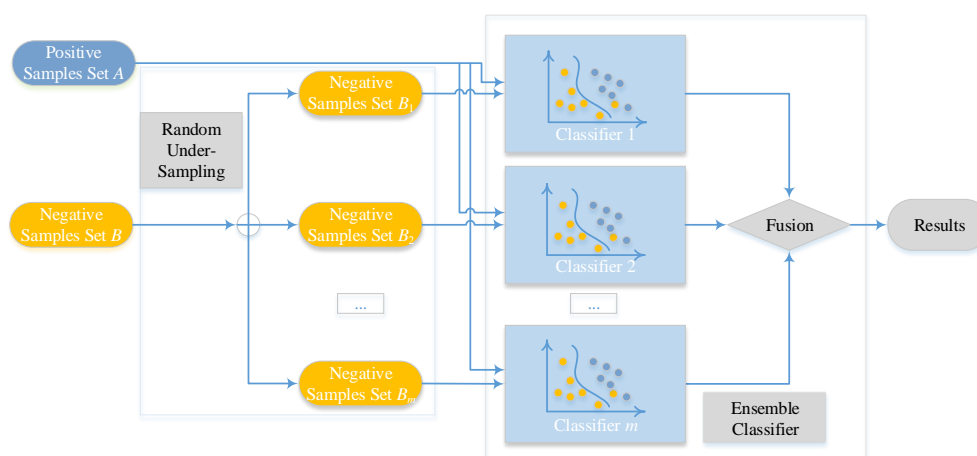 Positive
Samples Set A
Negative
Samples Set B₁
Classifier 1
Random
Under-
Sampling
Negative
Samples Set B
Negative
Samples Set B₂
Classifier 2
Fusion
Results
...
...
Negative
Samples Set Bₘ
Classifier m
Ensemble
Classifier